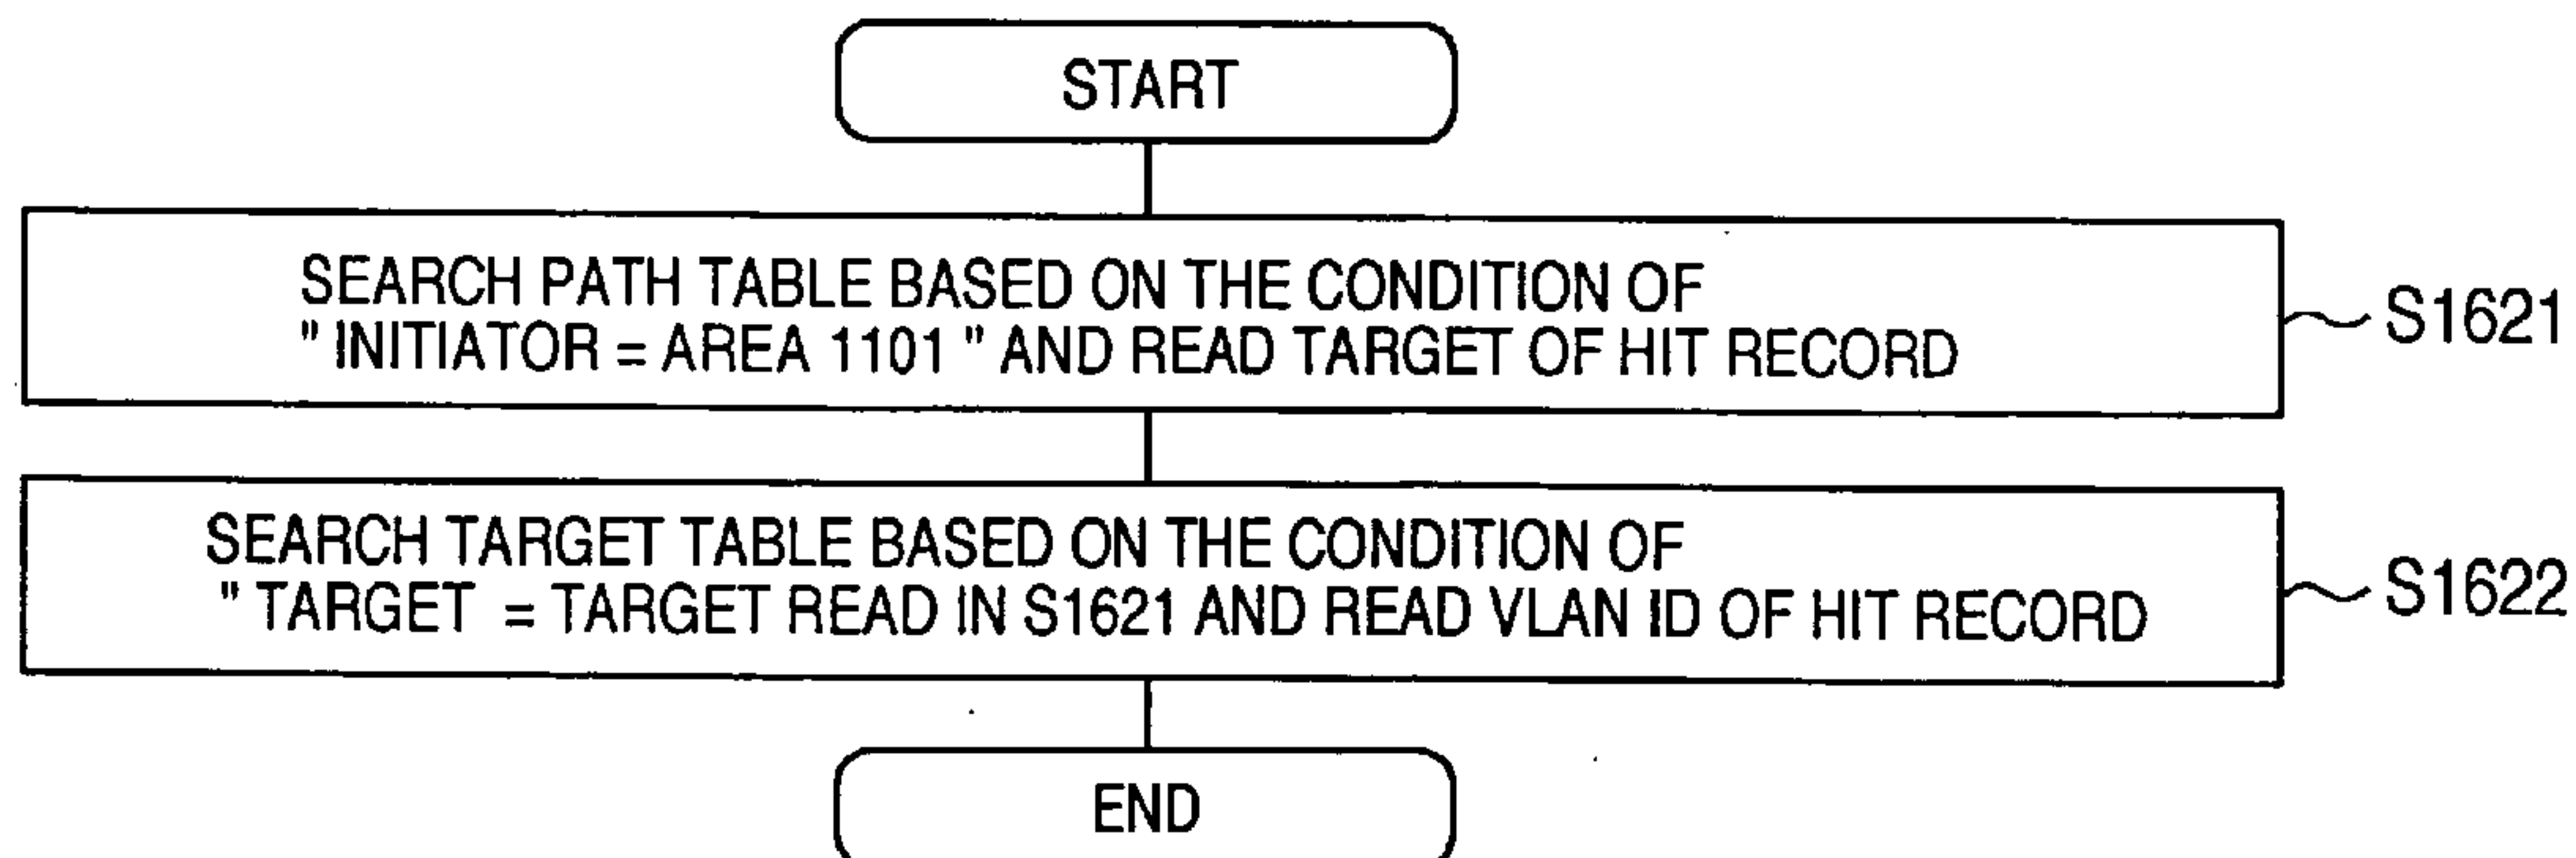 START
SEARCH PATH TABLE BASED ON THE CONDITION OF
" INITIATOR = AREA 1101 " AND READ TARGET OF HIT RECORD
S1621
SEARCH TARGET TABLE BASED ON THE CONDITION OF
" TARGET = TARGET READ IN S1621 AND READ VLAN ID OF HIT RECORD
S1622
END